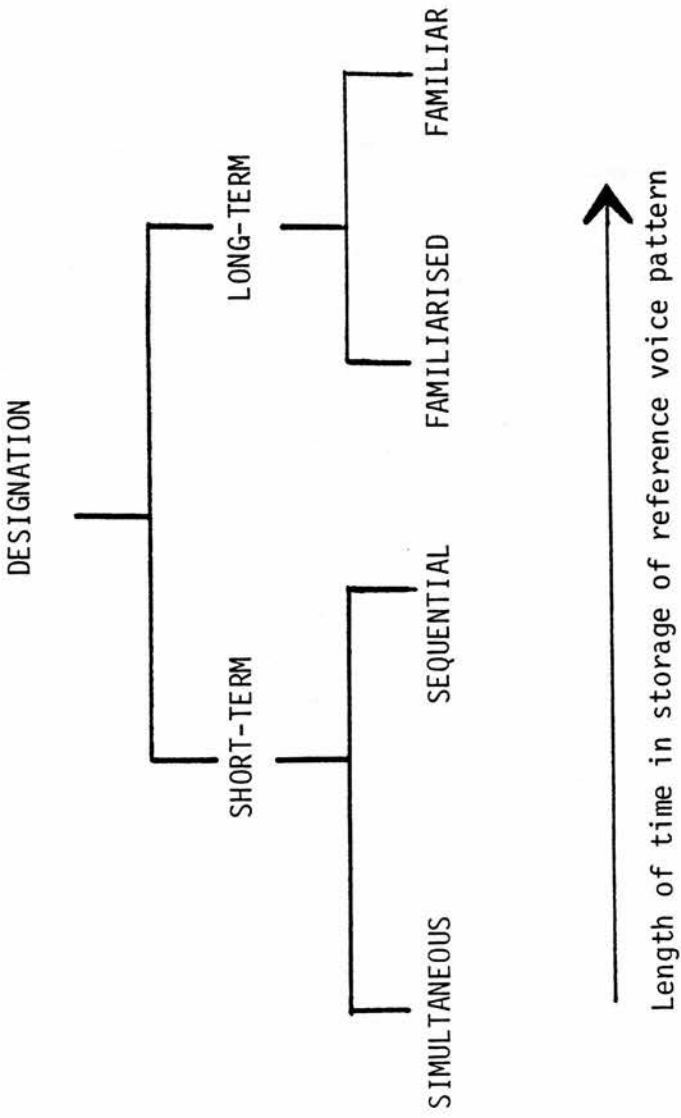 DESIGNATION
SHORT-TERM LONG-TERM
SIMULTANEOUS SEQUENTIAL FAMILIARISED FAMILIAR
Length of time in storage of reference voice pattern